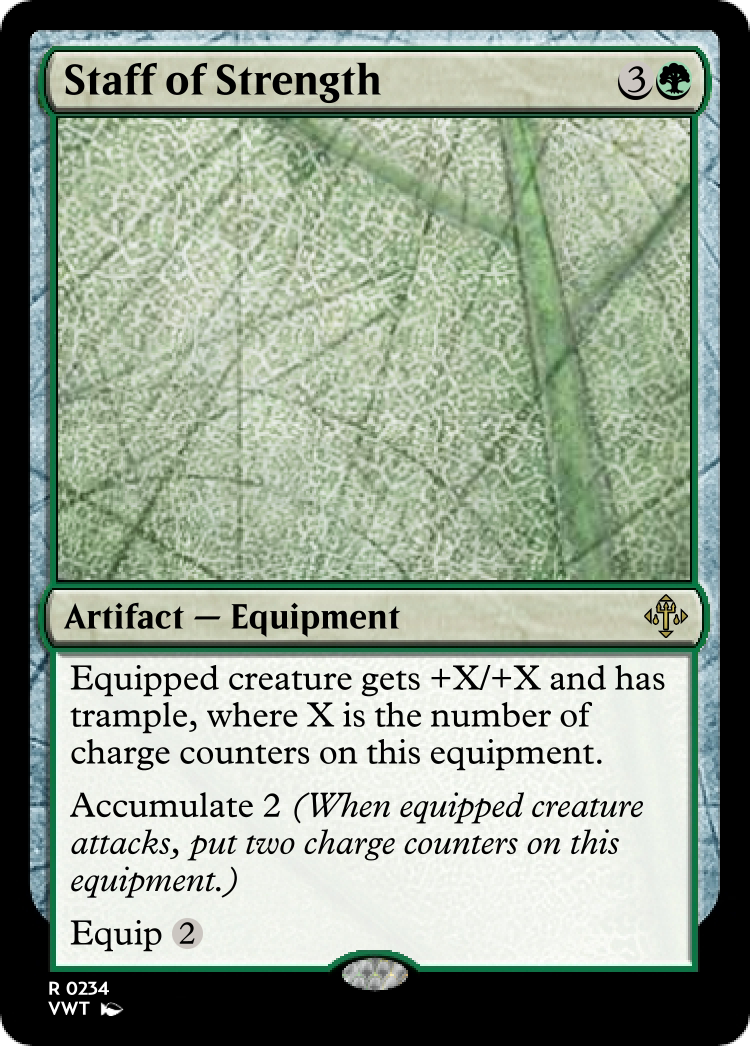 Staff of Strength 3
Artifact — Equipment
Equipped creature gets +X/+X and has
trample, where X is the number of
charge counters on this equipment.
Accumulate 2 (When equipped creature
attacks, put two charge counters on this
equipment.)
Equip 2
R 0234
VWT